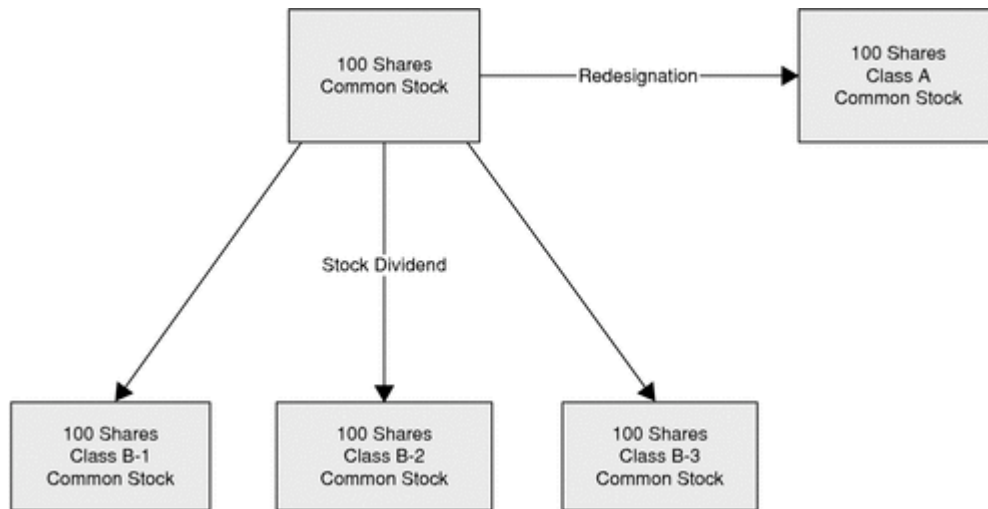 100 Shares
Common Stock
Redesignation
100 Shares
Class A
Common Stock
Stock Dividend
100 Shares
Class B-1
Common Stock
100 Shares
Class B-2
Common Stock
100 Shares
Class B-3
Common Stock